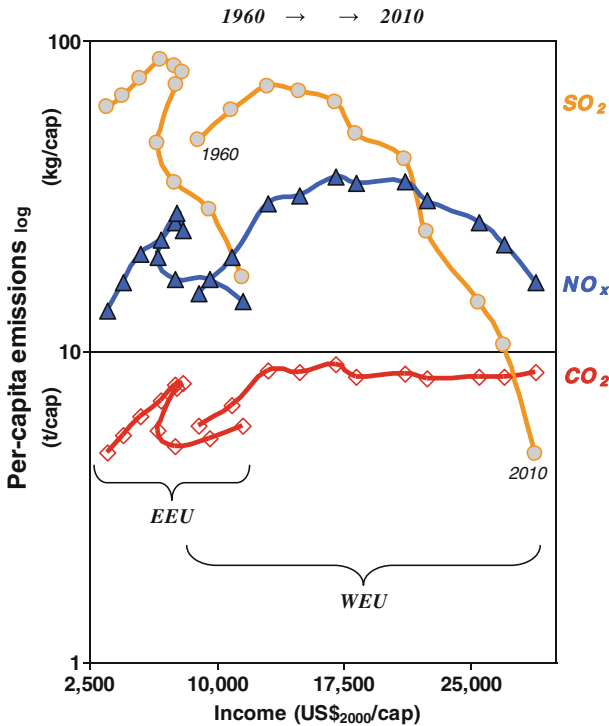 1960 → → 2010
100
SO2
1960
(kg/cap)
NOx
10
CO2
Per-capita emissions log
(t/cap)
2010
EEU
WEU
1
2,500
10,000
17,500
25,000
Income (US$2000/cap)